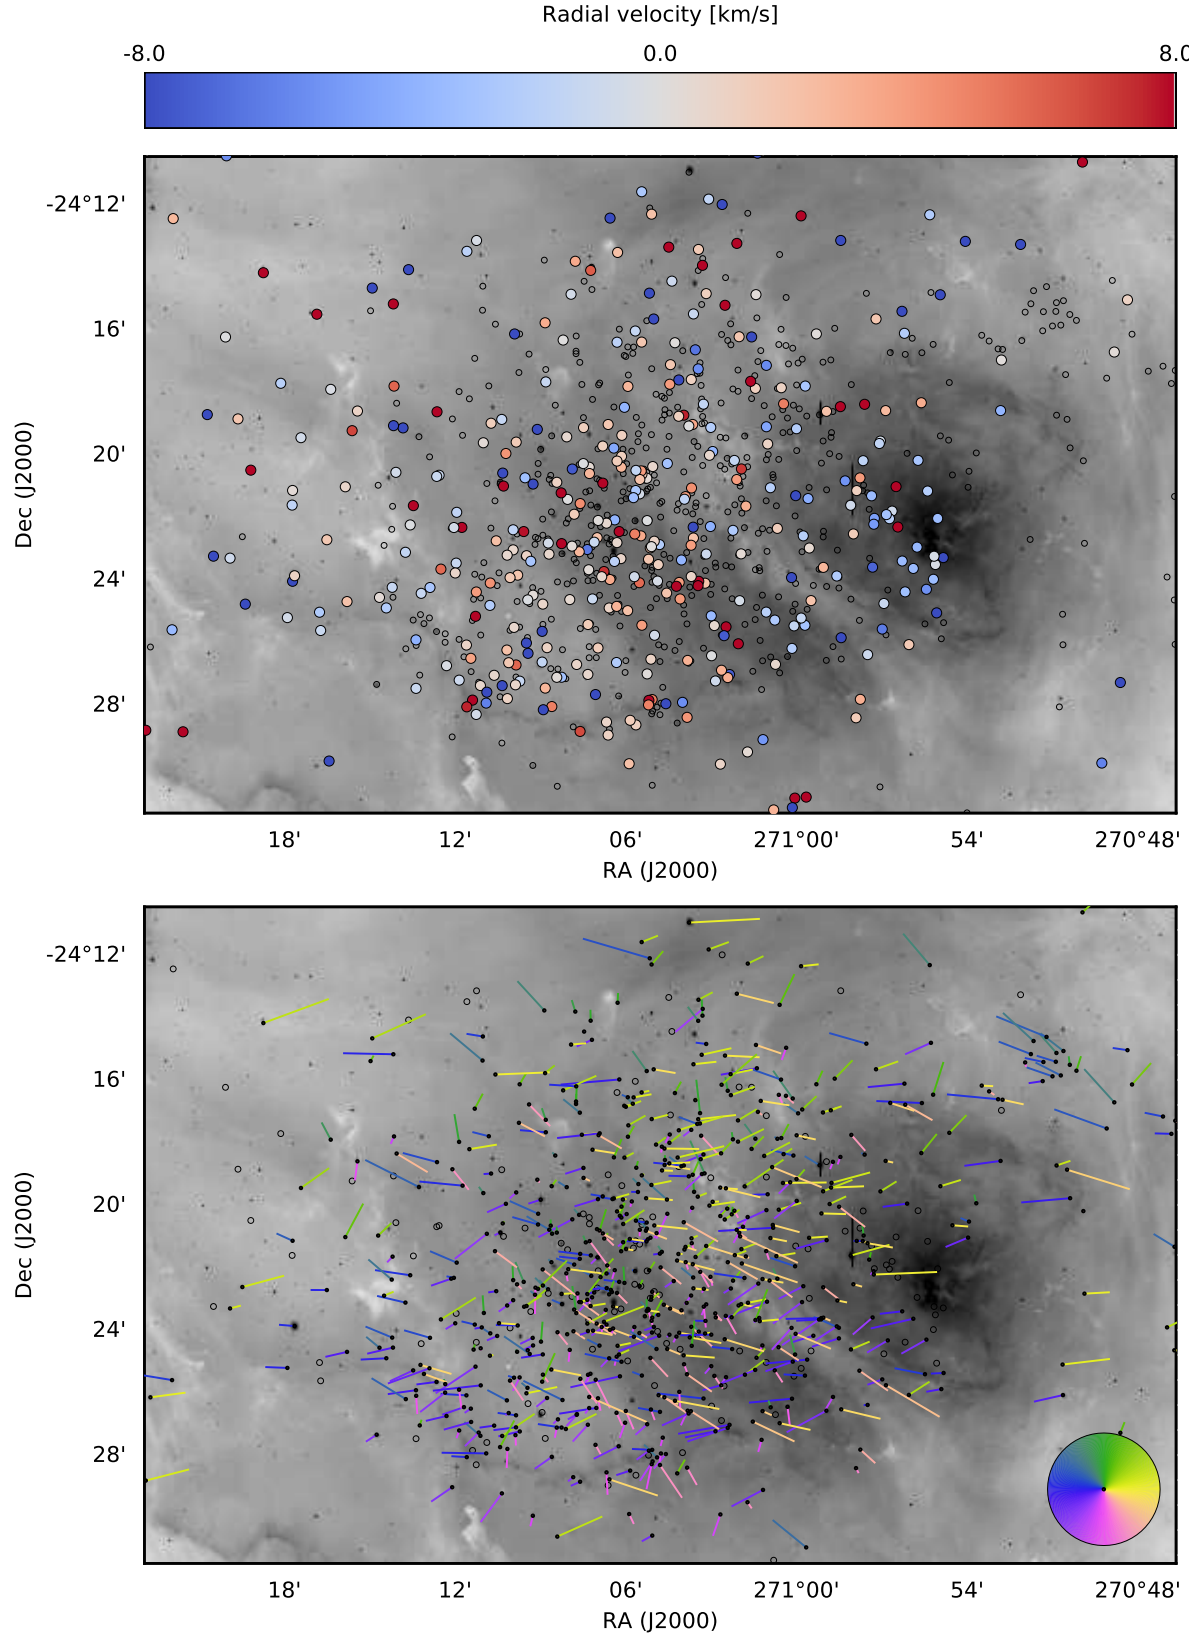 Radial velocity [km/s]
-8.0 0.0 8.0
-24°12'
16'
20'
24'
28'
Dec (J2000)
18' 12' 06' 271°00' 54' 270°48'
RA (J2000)
-24°12'
16'
20'
24'
28'
Dec (J2000)
18' 12' 06' 271°00' 54' 270°48'
RA (J2000)